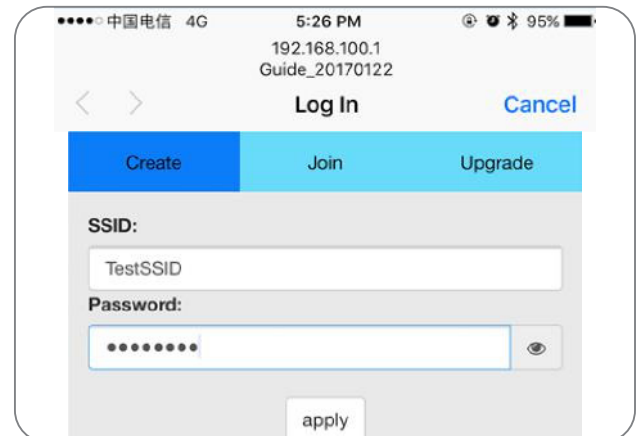 中国电信 4G 5:26 PM 95%
192.168.100.1
Guide_20170122
Log In Cancel
Create Join Upgrade
SSID:
TestSSID
Password:
••••••••
apply